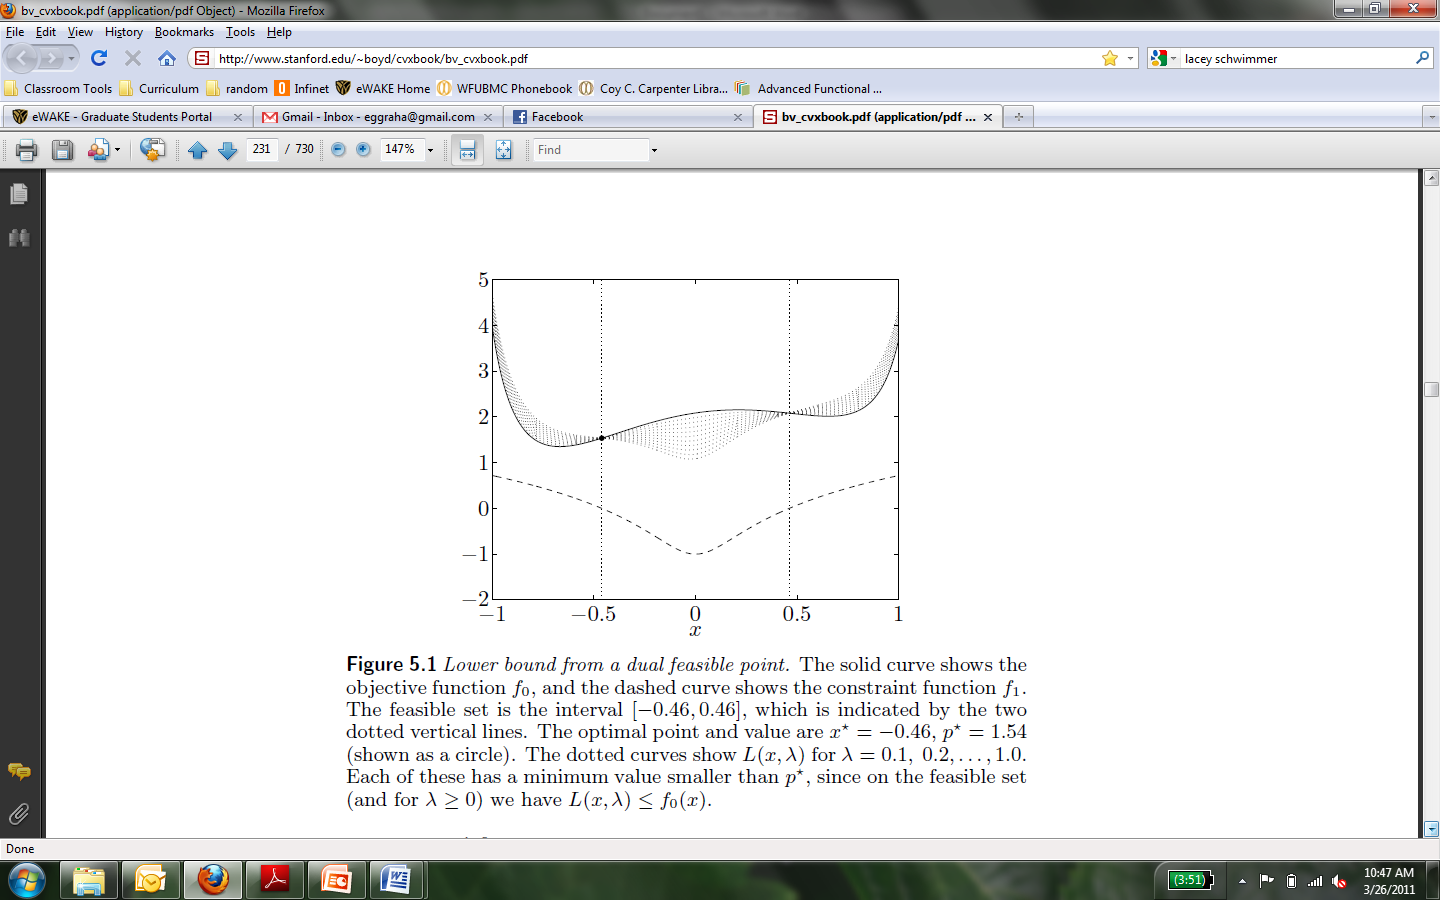 bv_cvxbook.pdf (application/pdf Object) - Mozilla Firefox
File Edit View History Bookmarks Tools Help
http://www.stanford.edu/~boyd/cvxbook/bv_cvxbook.pdf
lacey schwimmer
Classroom Tools Curriculum random Infinet eWAKE Home WFUBMC Phonebook Coy C. Carpenter Libra... Advanced Functional ...
eWAKE - Graduate Students Portal Gmail - Inbox - eggraha@gmail.com Facebook bv_cvxbook.pdf (application/pdf ...
231 / 730 147% Find
5
4
3
2
1
0
−1
−2
−1 −0.5 0 0.5 1
x
Figure 5.1 Lower bound from a dual feasible point. The solid curve shows the
objective function f₀, and the dashed curve shows the constraint function f₁.
The feasible set is the interval [−0.46, 0.46], which is indicated by the two
dotted vertical lines. The optimal point and value are x⋆ = −0.46, p⋆ = 1.54
(shown as a circle). The dotted curves show L(x, λ) for λ = 0.1, 0.2, . . . , 1.0.
Each of these has a minimum value smaller than p⋆, since on the feasible set
(and for λ ≥ 0) we have L(x, λ) ≤ f₀(x).
Done
(3:51)
10:47 AM
3/26/2011